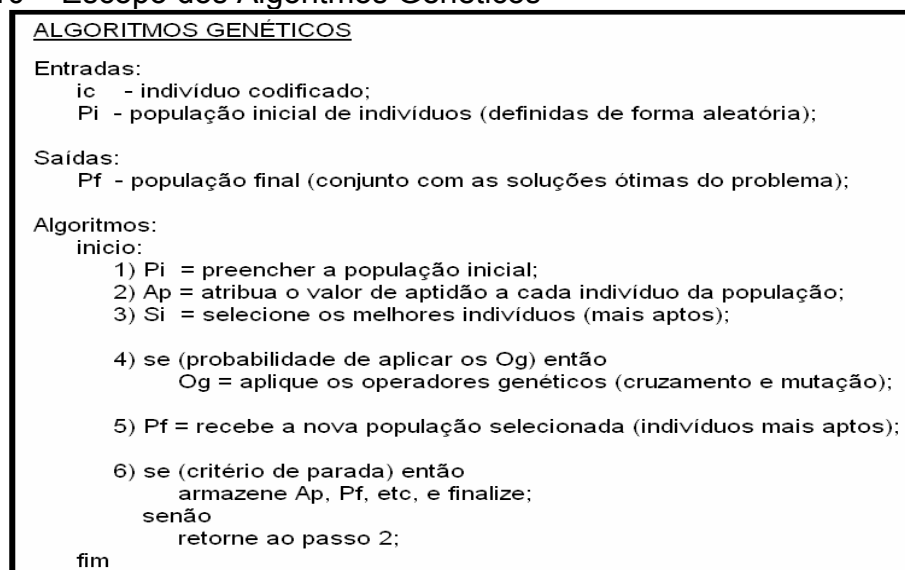 Escopo dos Algoritmos Genéticos
ALGORITMOS GENÉTICOS
Entradas:
ic - indivíduo codificado;
Pi - população inicial de indivíduos (definidas de forma aleatória);
Saídas:
Pf - população final (conjunto com as soluções ótimas do problema);
Algoritmos:
inicio:
1) Pi = preencher a população inicial;
2) Ap = atribua o valor de aptidão a cada indivíduo da população;
3) Si = selecione os melhores indivíduos (mais aptos);
4) se (probabilidade de aplicar os Og) então
Og = aplique os operadores genéticos (cruzamento e mutação);
5) Pf = recebe a nova população selecionada (indivíduos mais aptos);
6) se (critério de parada) então
armazene Ap, Pf, etc, e finalize;
senão
retorne ao passo 2;
fim